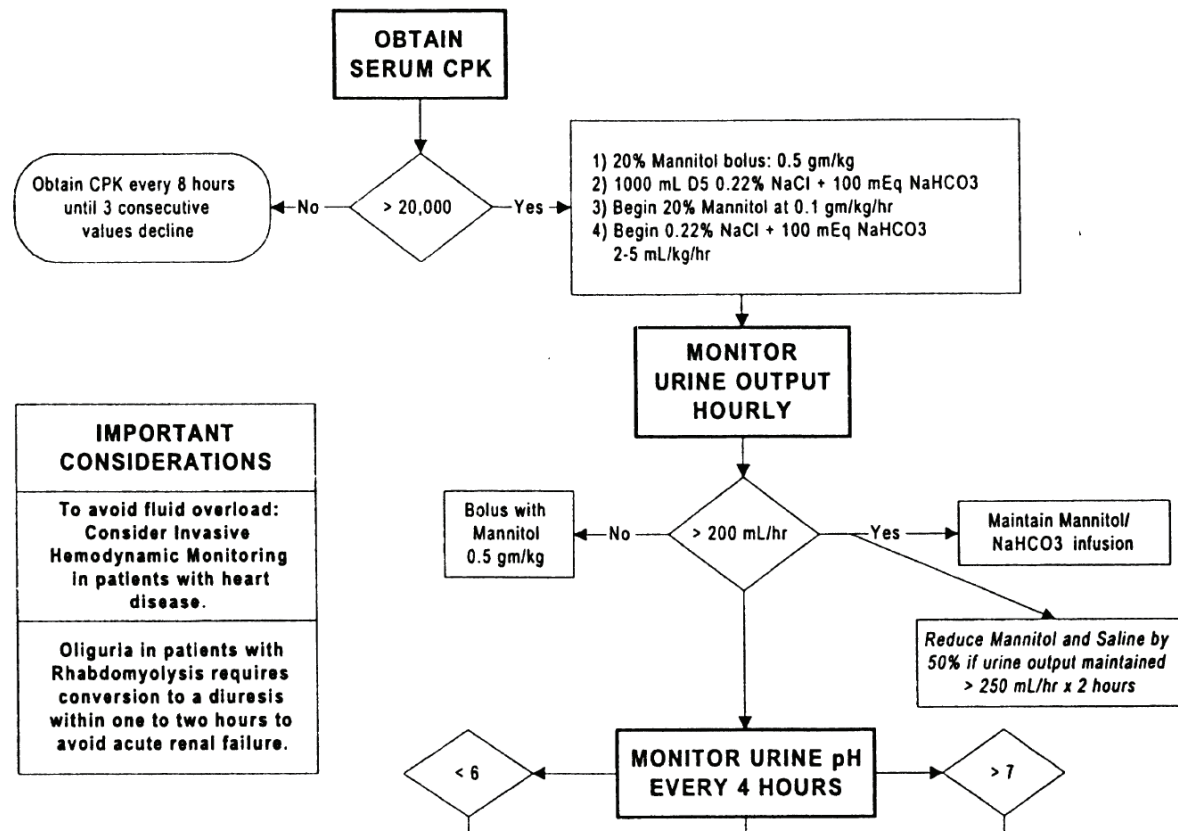 OBTAIN
SERUM CPK
Obtain CPK every 8 hours
until 3 consecutive
values decline
No
> 20,000
Yes
1) 20% Mannitol bolus: 0.5 gm/kg
2) 1000 mL D5 0.22% NaCl + 100 mEq NaHCO3
3) Begin 20% Mannitol at 0.1 gm/kg/hr
4) Begin 0.22% NaCl + 100 mEq NaHCO3
2-5 mL/kg/hr
MONITOR
URINE OUTPUT
HOURLY
IMPORTANT
CONSIDERATIONS
To avoid fluid overload:
Consider Invasive
Hemodynamic Monitoring
in patients with heart
disease.
Oliguria in patients with
Rhabdomyolysis requires
conversion to a diuresis
within one to two hours to
avoid acute renal failure.
Bolus with
Mannitol
0.5 gm/kg
No
> 200 mL/hr
Yes
Maintain Mannitol/
NaHCO3 infusion
Reduce Mannitol and Saline by
50% if urine output maintained
> 250 mL/hr x 2 hours
< 6
MONITOR URINE pH
EVERY 4 HOURS
> 7